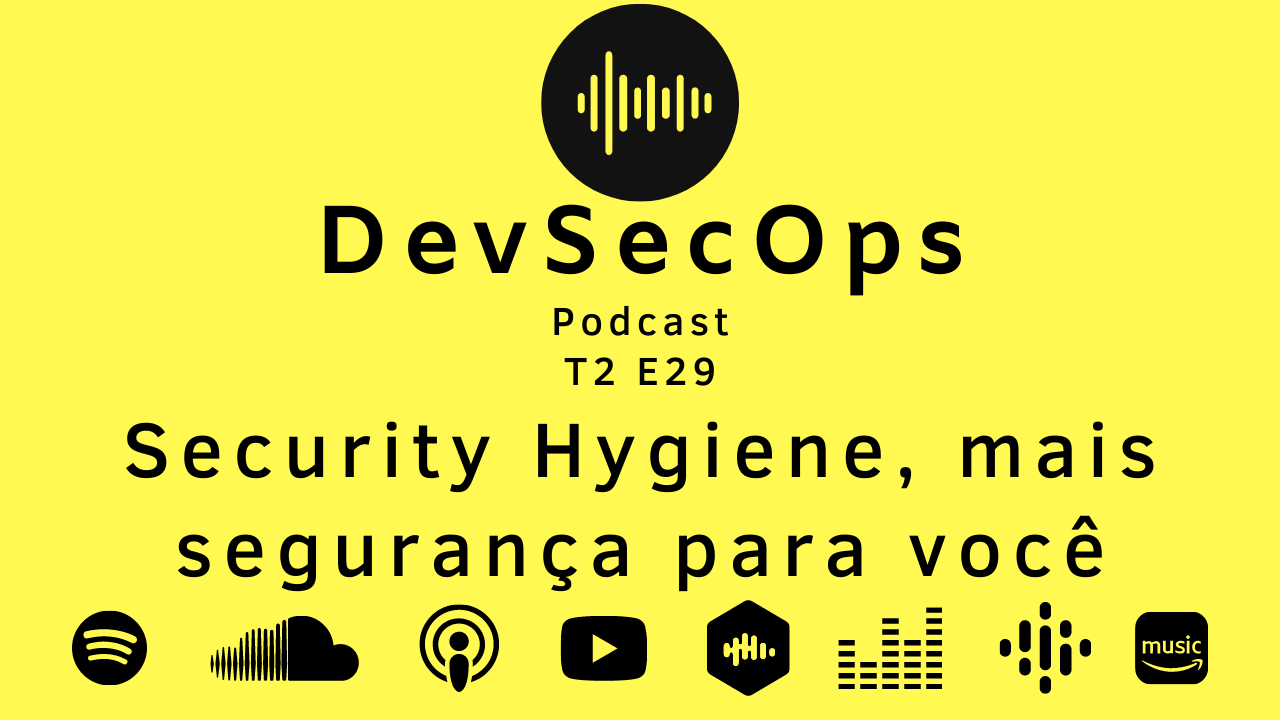 DevSecOps
Podcast
T2 E29
Security Hygiene, mais
segurança para você
music